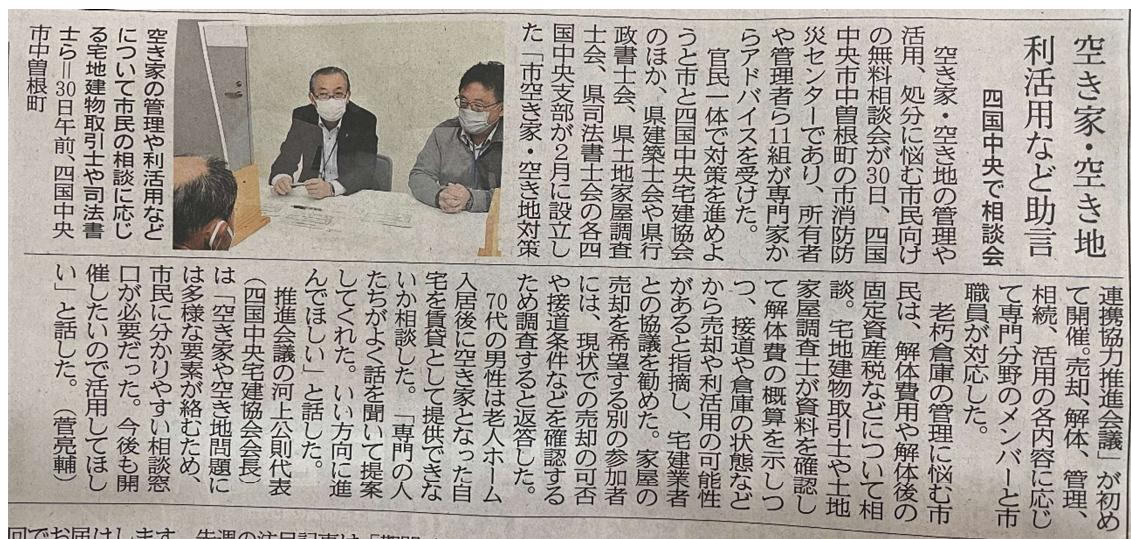 空き家・空き地
利活用など助言
四国中央で相談会
空き家・空き地の管理や
活用、処分に悩む市民向け
の無料相談会が30日、四国
中央市中曽根町の市消防防
災センターであり、所有者
や管理者ら11組が専門家か
らアドバイスを受けた。
官民一体で対策を進めよ
うと市と四国中央宅建協会
のほか、県建築士会や県行
政書士会、県土地家屋調査
士会、県司法書士会の各四
国中央支部が2月に設立し
た「市空き家・空き地対策
空き家の管理や利活用など
について市民の相談に応じ
る宅地建物取引士や司法書
士ら＝30日午前、四国中央
市中曽根町
連携協力推進会議」が初め
て開催。売却、解体、管理、
相続、活用の各内容に応じ
て専門分野のメンバーと市
職員が対応した。
老朽倉庫の管理に悩む市
民は、解体費用や解体後の
固定資産税などについて相
談。宅地建物取引士や土地
家屋調査士が資料を確認し
て解体費の概算を示しつ
つ、接道や倉庫の状態など
から売却や利活用の可能性
があると指摘し、宅建業者
との協議を勧めた。家屋の
売却を希望する別の参加者
には、現状での売却の可否
や接道条件などを確認する
ため調査すると返答した。
70代の男性は老人ホーム
入居後に空き家となった自
宅を賃貸として提供できな
いか相談した。「専門の人
たちがよく話を聞いて提案
してくれた。いい方向に進
んでほしい」と話した。
推進会議の河上公則代表
（四国中央宅建協会会長）
は「空き家や空き地問題に
は多様な要素が絡むため、
市民に分かりやすい相談窓
口が必要だった。今後も開
催したいので活用してほし
い」と話した。（菅亮輔）